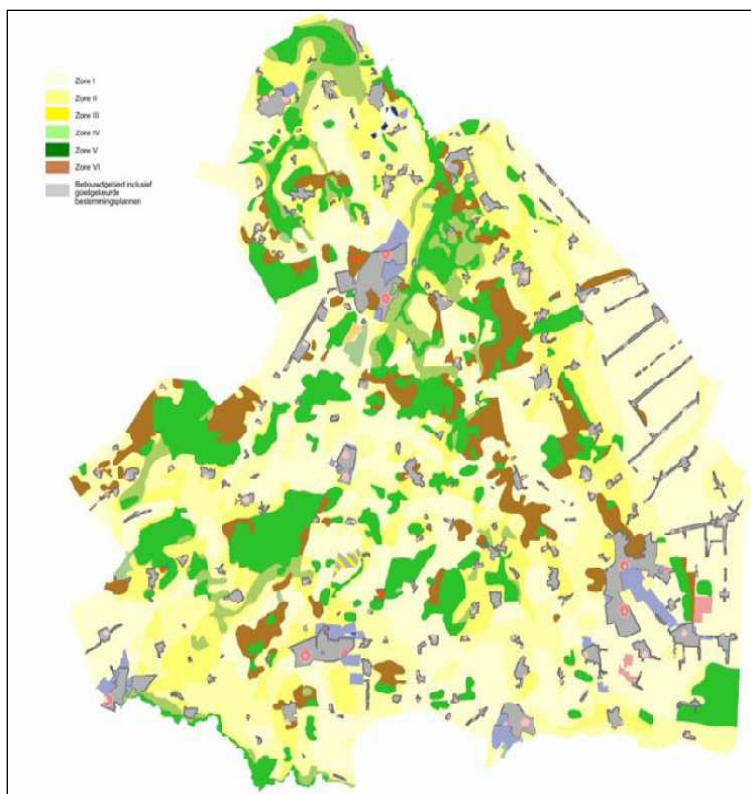 Zone I
Zone II
Zone III
Zone IV
Zone V
Zone VI
Bebouwdgebied inclusief
goedgekeurde
bestemmingsplannen